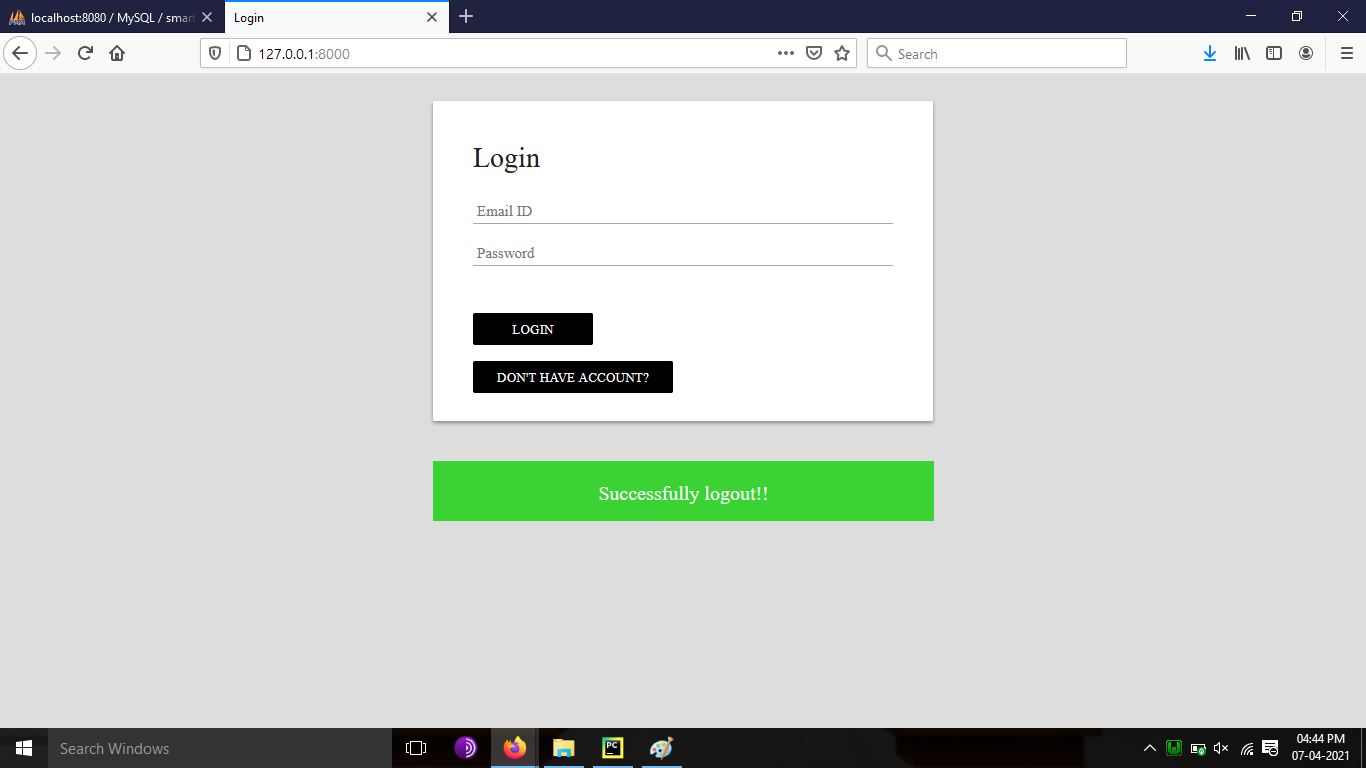 localhost:8080 / MySQL / smar
Login
127.0.0.1:8000
Search
Login
Email ID
Password
LOGIN
DON'T HAVE ACCOUNT?
Successfully logout!!
Search Windows
PC
04:44 PM
07-04-2021